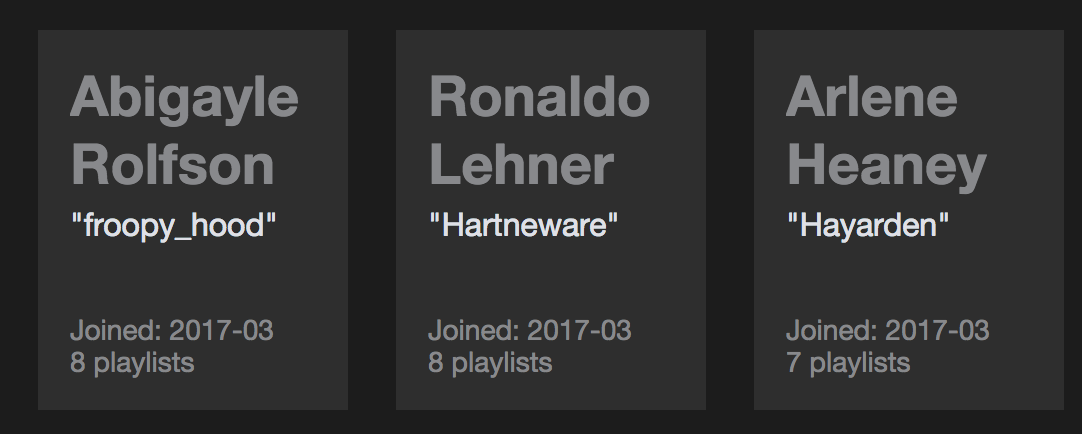 Abigayle
Rolfson
"froopy_hood"
Joined: 2017-03
8 playlists
Ronaldo
Lehner
"Hartneware"
Joined: 2017-03
8 playlists
Arlene
Heaney
"Hayarden"
Joined: 2017-03
7 playlists